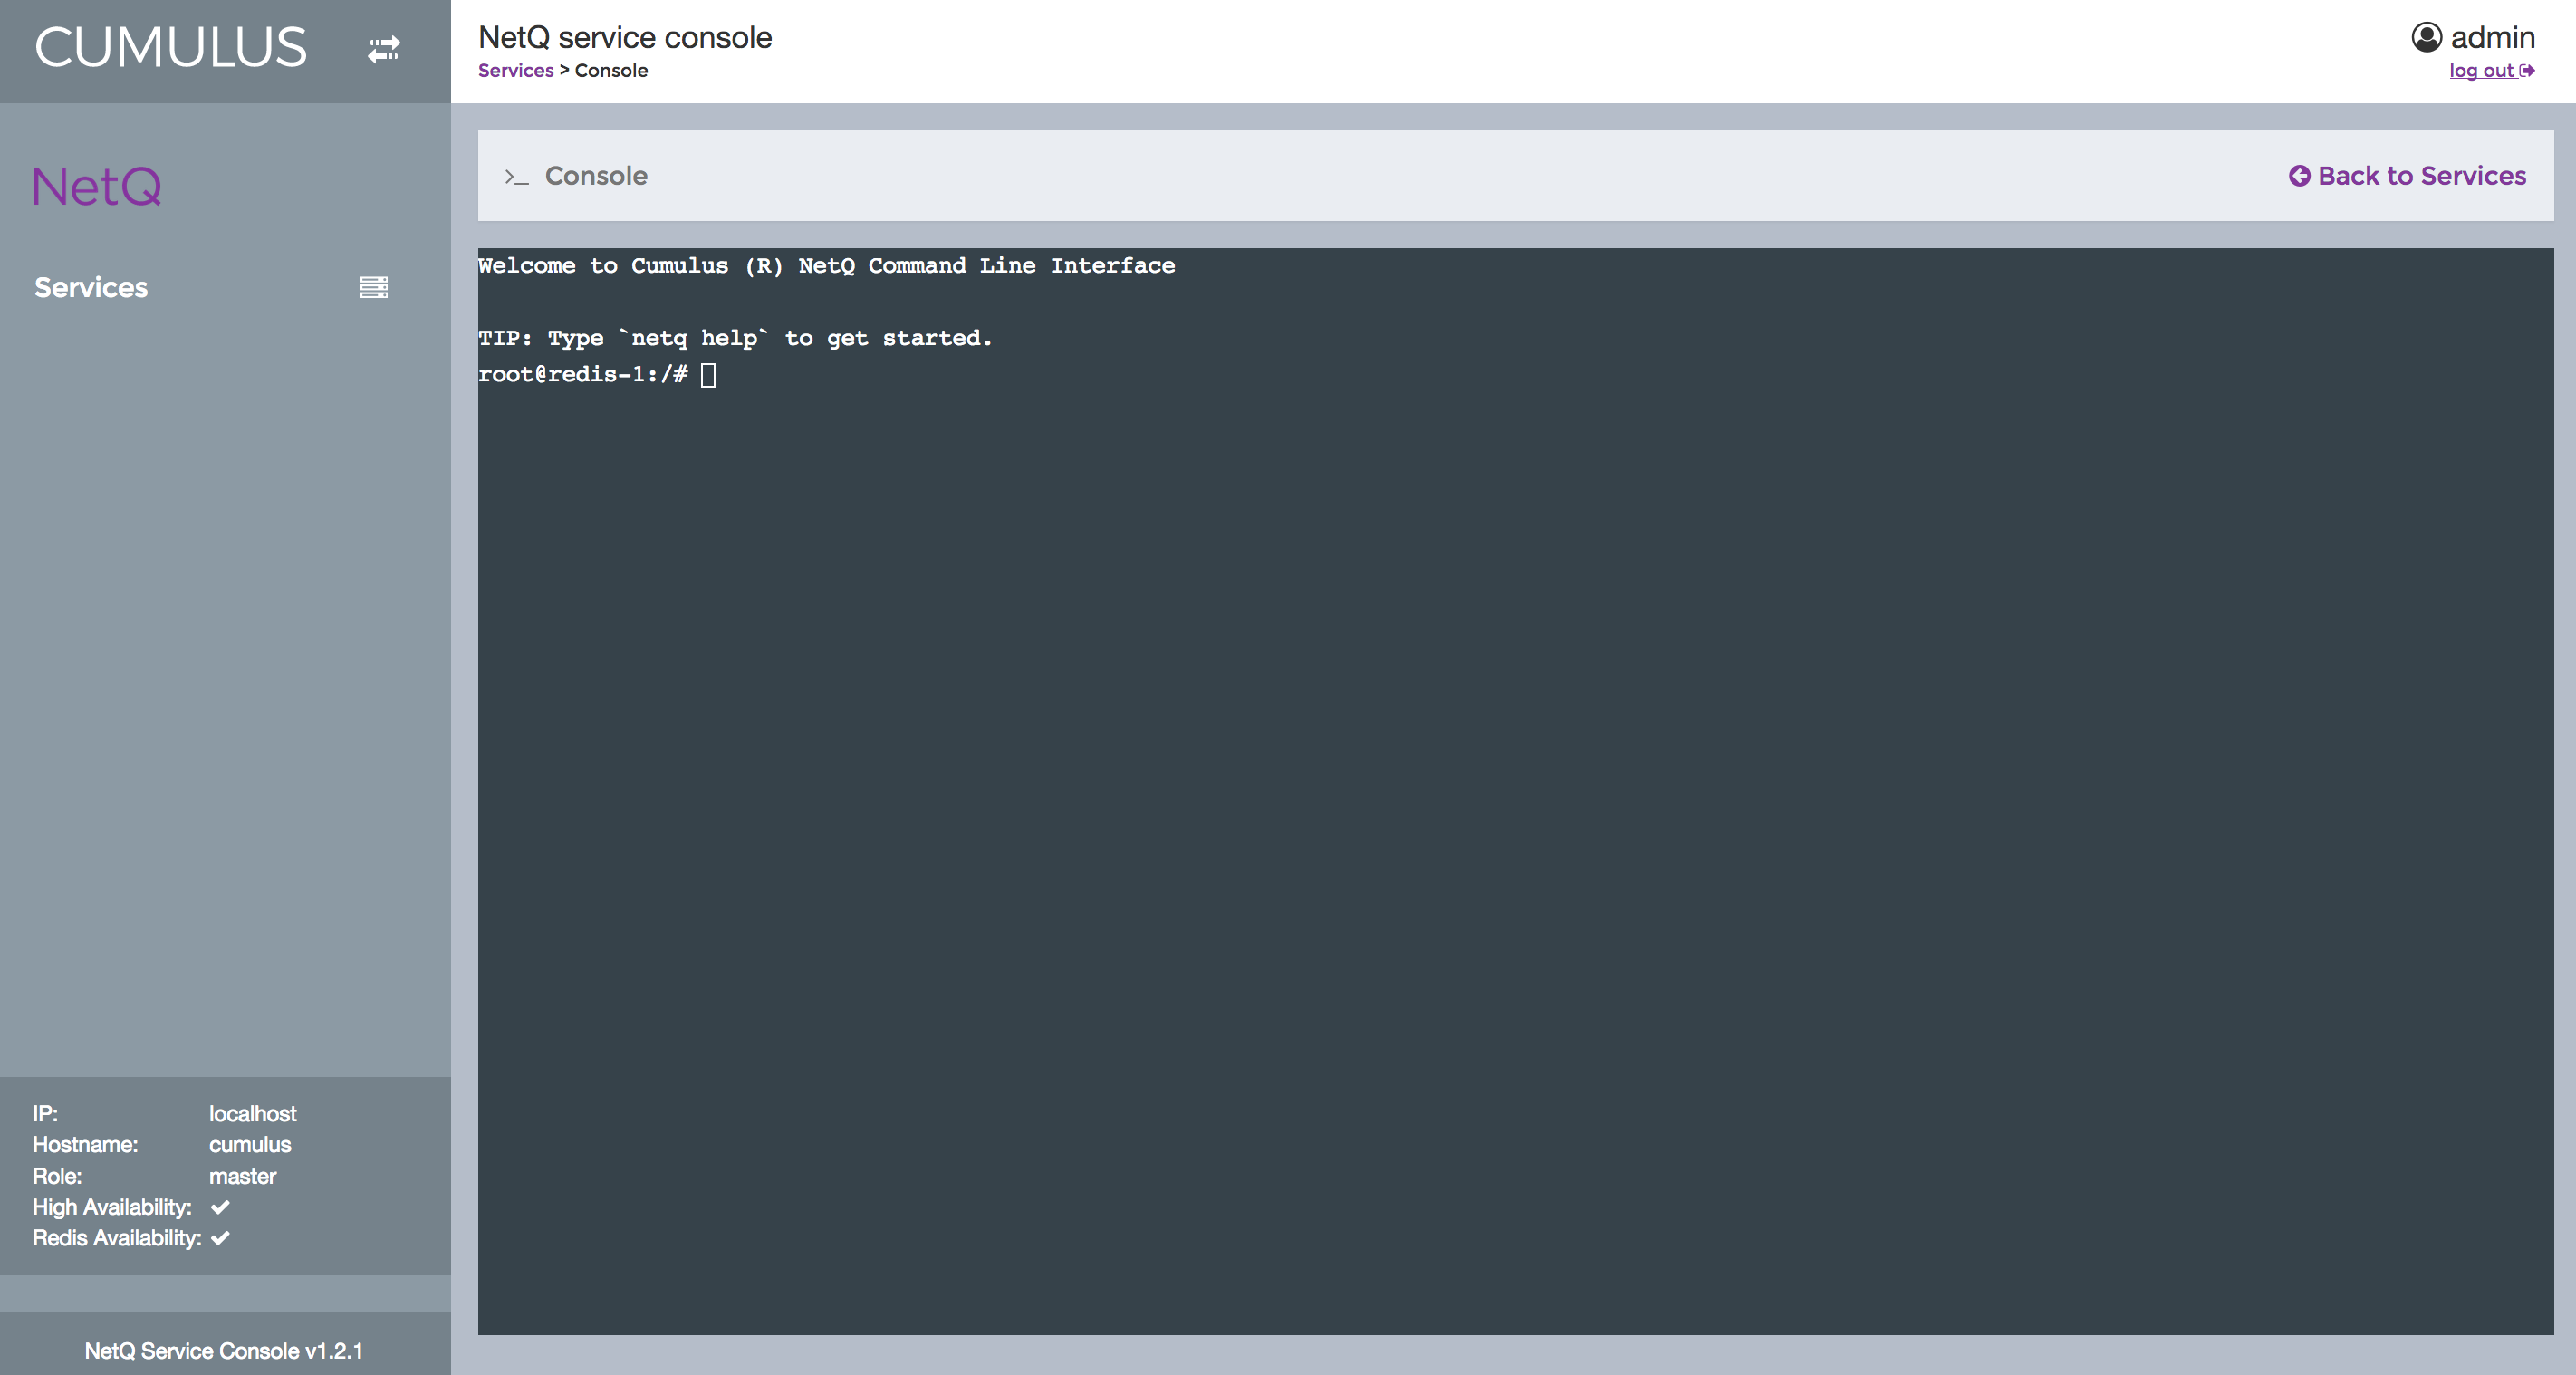 CUMULUS
NetQ service console
Services > Console
admin
log out
NetQ
Services
>_ Console
Back to Services
Welcome to Cumulus (R) NetQ Command Line Interface
TIP: Type `netq help` to get started.
root@redis-1:/#
IP: localhost
Hostname: cumulus
Role: master
High Availability: ✔
Redis Availability: ✔
NetQ Service Console v1.2.1